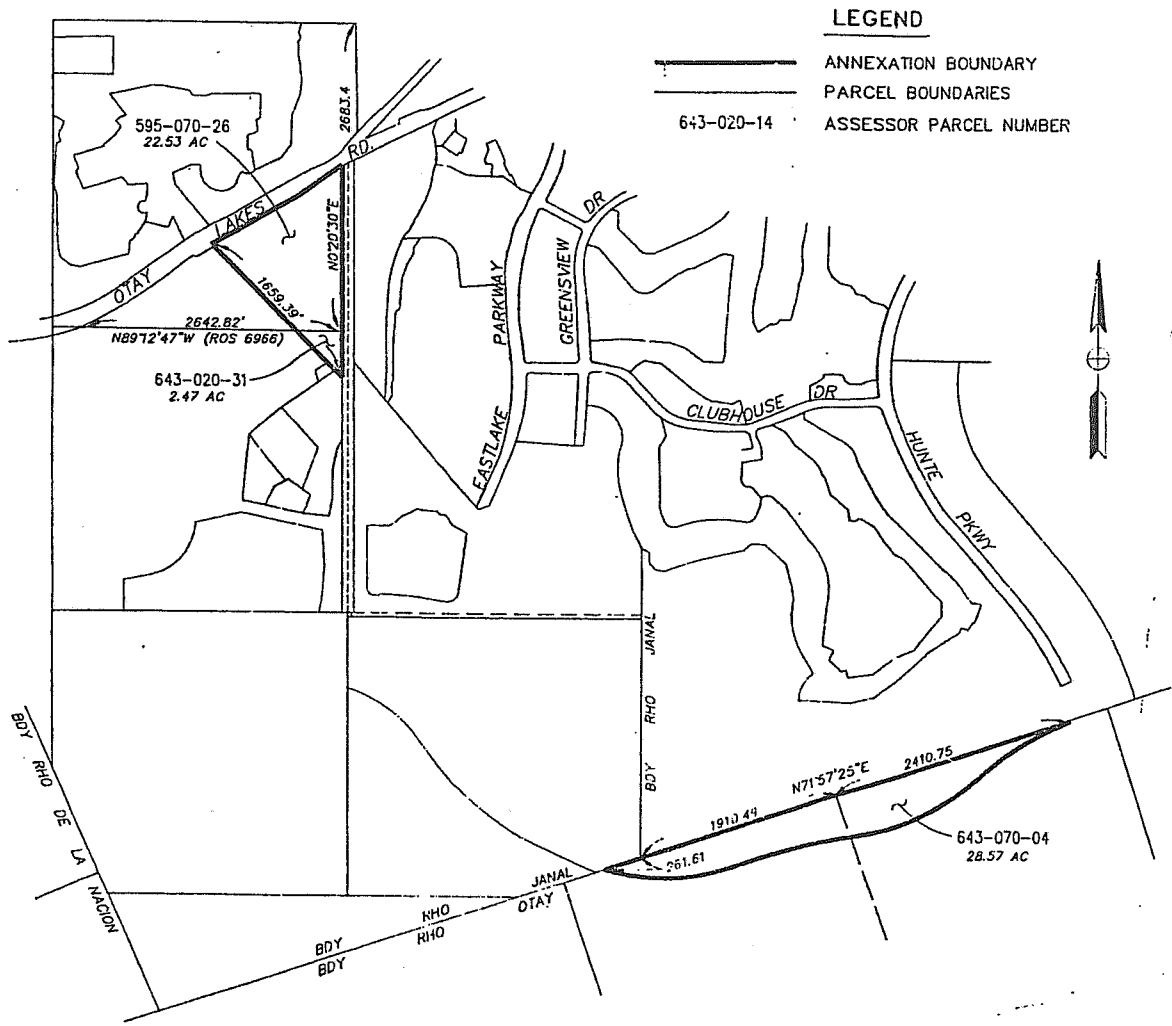 LEGEND
ANNEXATION BOUNDARY
PARCEL BOUNDARIES
643-020-14 ASSESSOR PARCEL NUMBER
2683.4
595-070-26
22.53 AC
OTAY LAKES RD.
N0°20'30"E
1659.39'
2642.82'
N89°12'47"W (ROS 6966)
643-020-31
2.47 AC
EASTLAKE PARKWAY
GREENSVIEW DR
CLUBHOUSE DR
HUNTE PKWY
BDY RHO JANAL
BDY RHO DE LA NACION
N71°57'25"E
2410.75
1910.49
261.61
643-070-04
28.57 AC
BDY RHO JANAL
BDY RHO OTAY